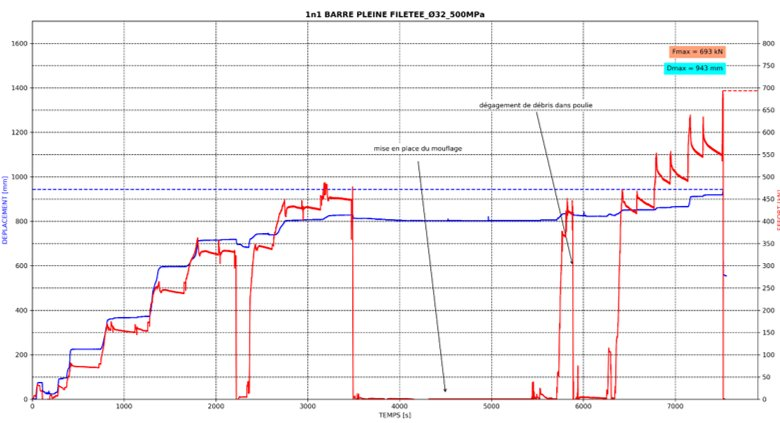 1n1 BARRE PLEINE FILETEE_Ø32_500MPa
Fmax = 693 kN
Dmax = 943 mm
dégagement de débris dans poulie
mise en place du mouflage
DEPLACEMENT [mm]
1600
1400
1200
1000
800
600
400
200
0
800
750
700
650
600
550
500
450
400
350
300
250
200
150
100
50
0
EFFORT [kN]
0 1000 2000 3000 4000 5000 6000 7000
TEMPS [s]